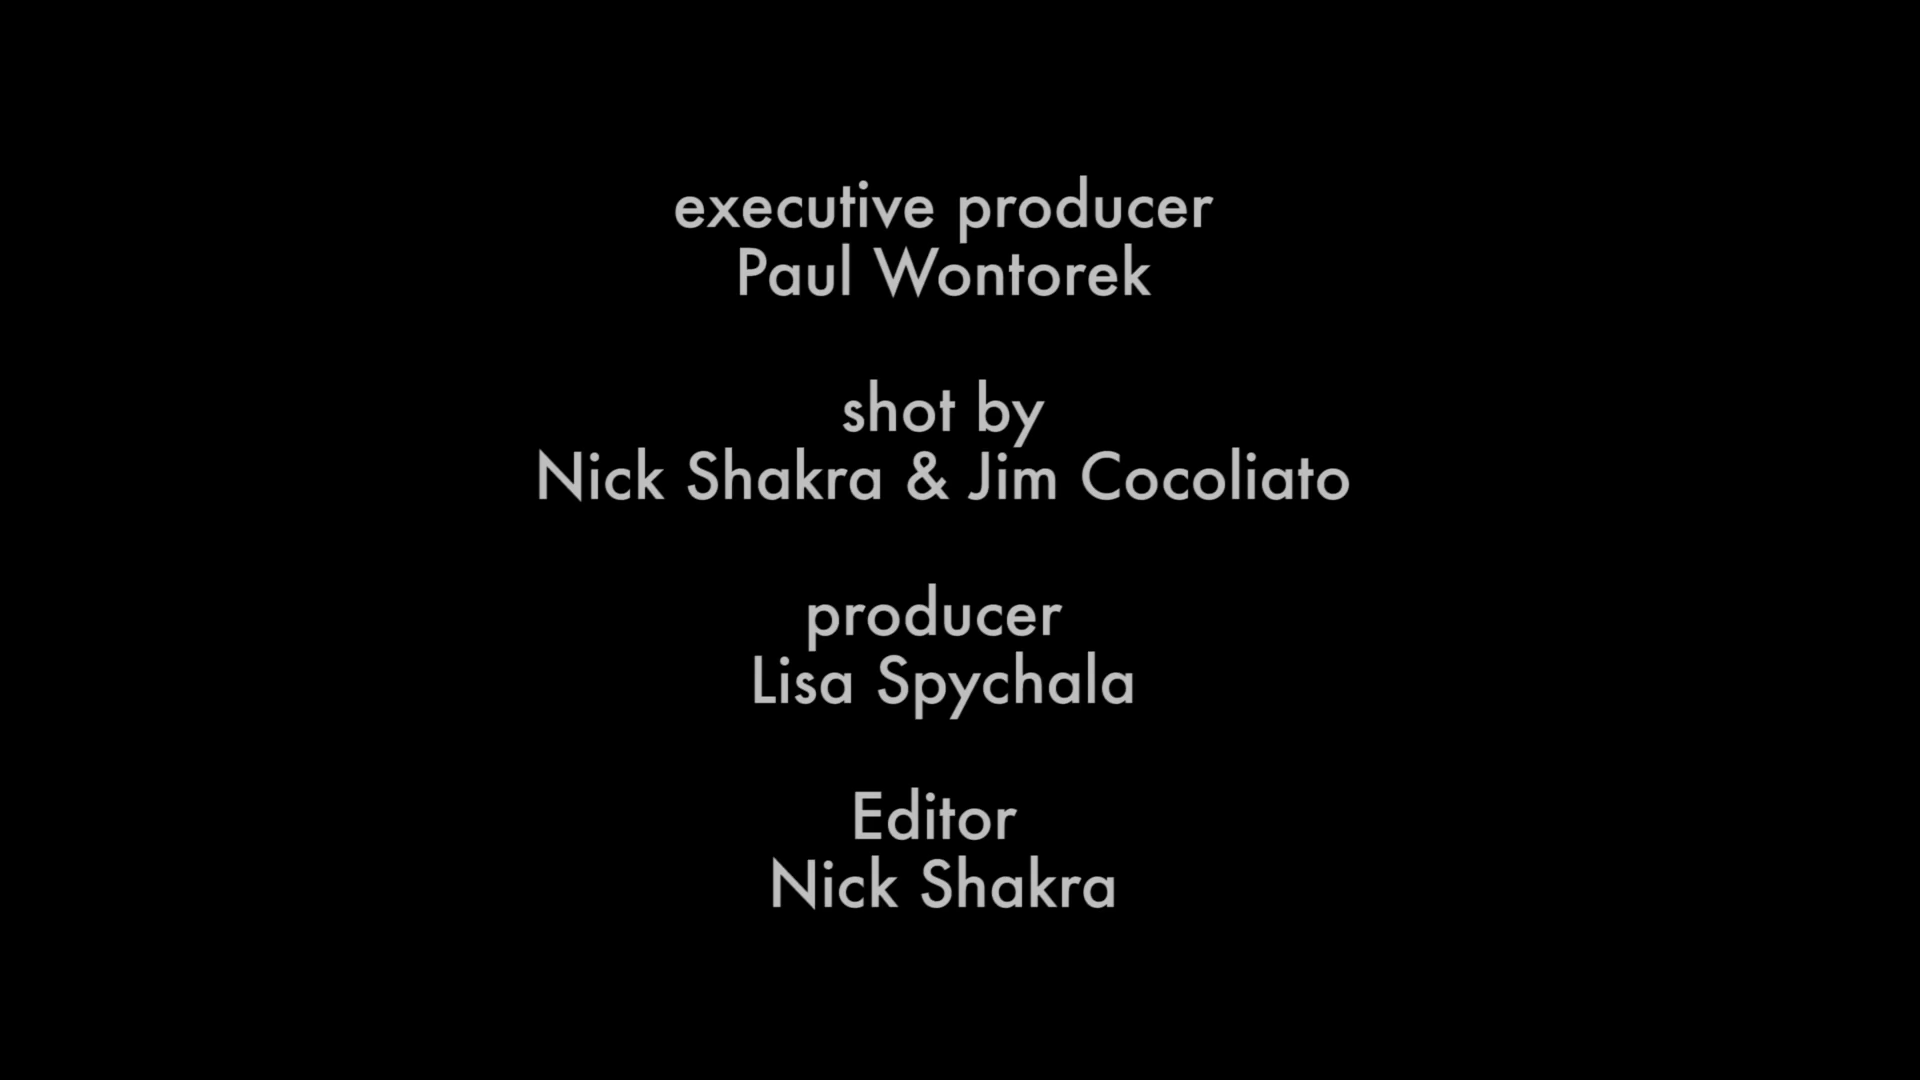 executive producer
Paul Wontorek
shot by
Nick Shakra & Jim Cocoliato
producer
Lisa Spychala
Editor
Nick Shakra